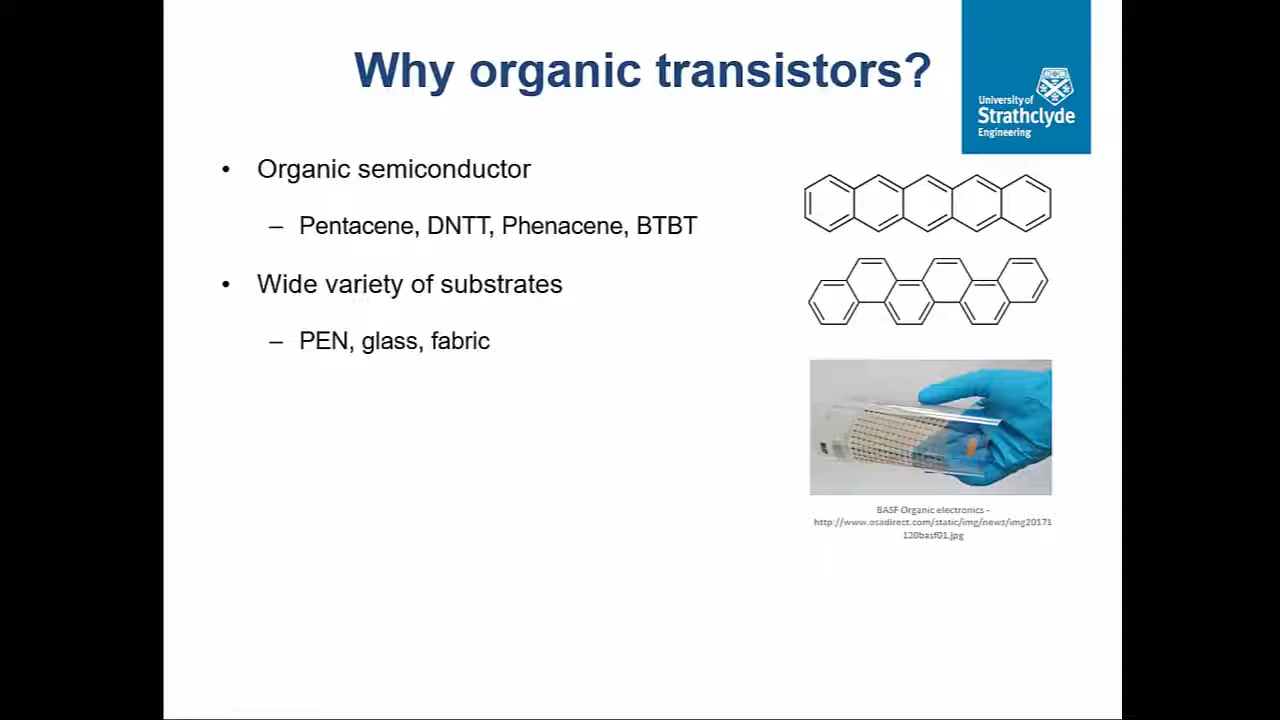 Why organic transistors?
University of
Strathclyde
Engineering
• Organic semiconductor
– Pentacene, DNTT, Phenacene, BTBT
• Wide variety of substrates
– PEN, glass, fabric
BASF Organic electronics -
http://www.osadirect.com/static/img/news/img20171
120basf01.jpg